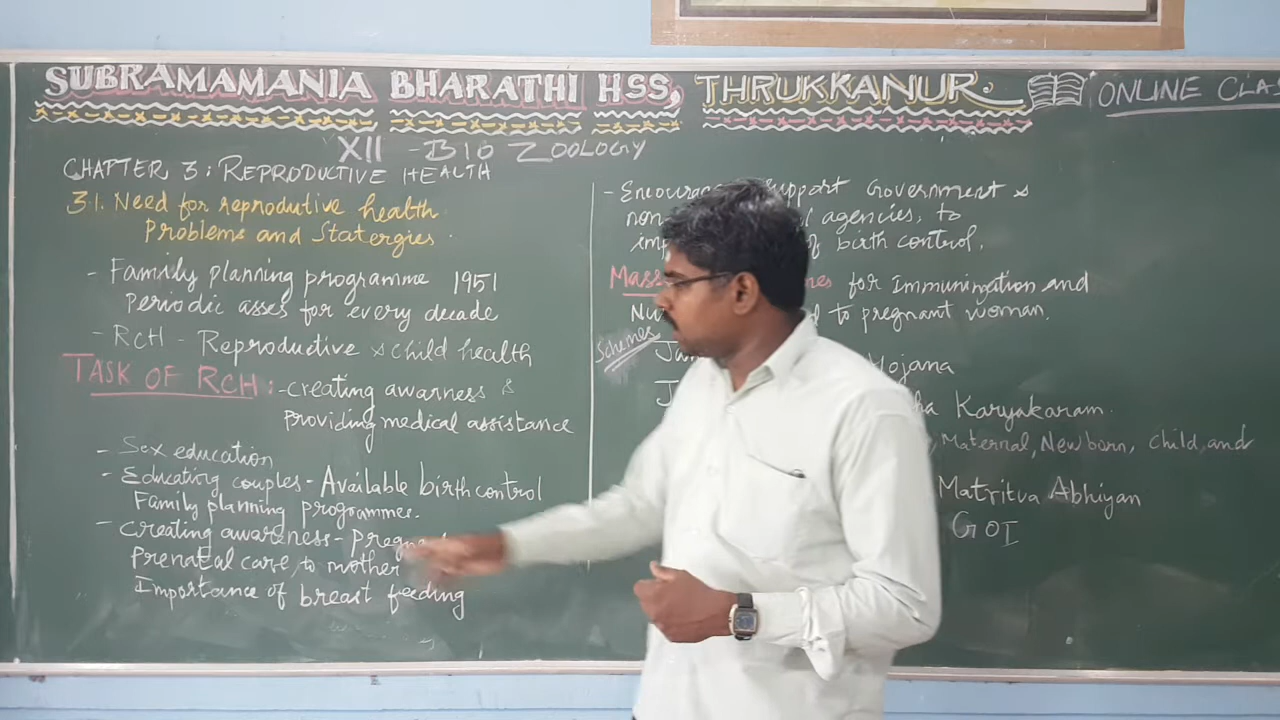 SUBRAMAMANIA BHARATHI HSS, THRUKKANUR.
ONLINE CLA
XII - BIO ZOOLOGY
CHAPTER 3: REPRODUCTIVE HEALTH
3.1. Need for reprodutive health
Problems and Statergies.
- Family planning programme 1951
Periodic asses for every decade
- RCH - Reproductive & child health
TASK OF RCH: - creating awarness &
providing medical assistance
- Sex education
- Educating couples - Available birth control
Family planning programmes.
- Creating awareness -
Prenatal care, to mother
Importance of breast feeding
- support Government &
agencies, to
of birth control.
Mass for Immunization and
to pregnant woman.
Schemes
Yojana
Karyakaram.
Maternal, Newborn, child, and
Matritva Abhiyan
GOI